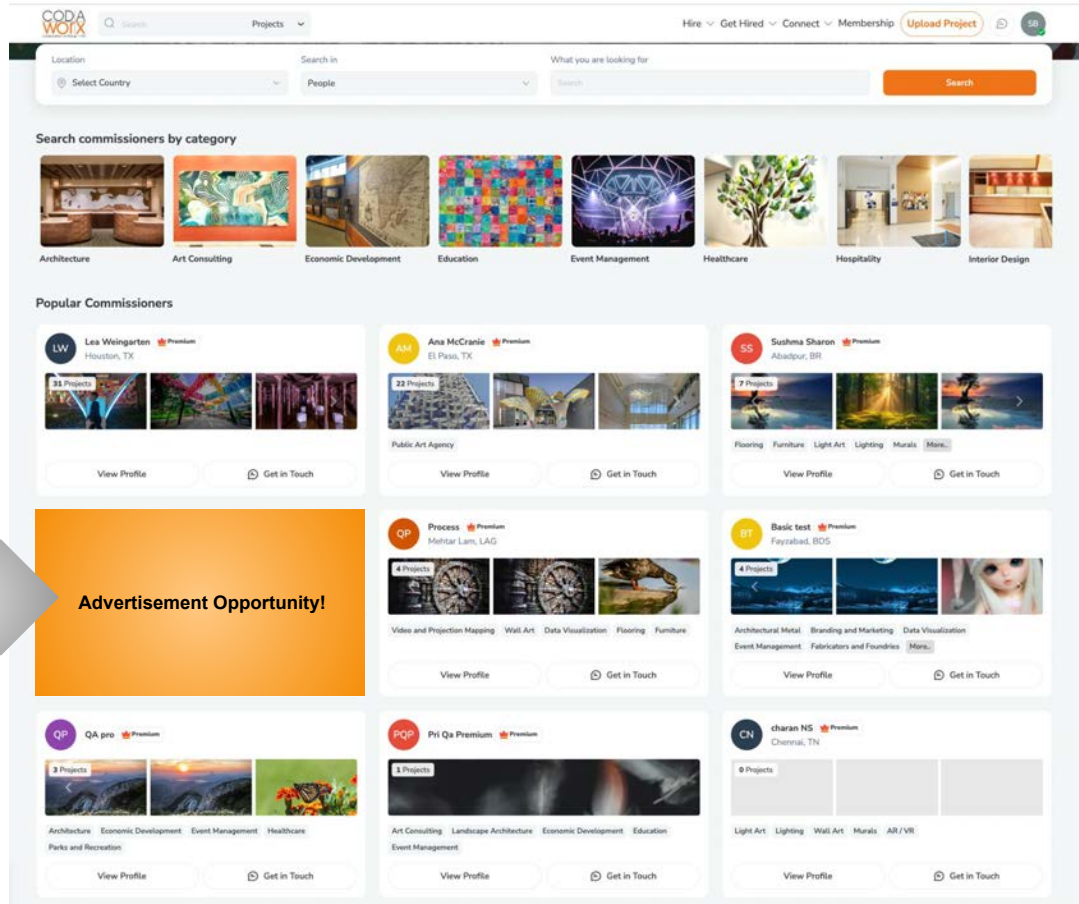 CODA
WORX
Search
Projects
Hire
Get Hired
Connect
Membership
Upload Project
SB
Location
Search in
What you are looking for
Select Country
People
Search
Search
Search commissioners by category
Architecture
Art Consulting
Economic Development
Education
Event Management
Healthcare
Hospitality
Interior Design
Popular Commissioners
LW
Lea Weingarten
Premium
Houston, TX
31 Projects
View Profile
Get in Touch
AM
Ana McCranie
Premium
El Paso, TX
22 Projects
Public Art Agency
View Profile
Get in Touch
SS
Sushma Sharon
Premium
Abadpur, BR
7 Projects
Flooring Furniture Light Art Lighting Murals More..
View Profile
Get in Touch
Advertisement Opportunity!
QP
Process
Premium
Mehtar Lam, LAG
4 Projects
Video and Projection Mapping Wall Art Data Visualization Flooring Furniture
View Profile
Get in Touch
BT
Basic test
Premium
Fayzabad, BDS
4 Projects
Architectural Metal Branding and Marketing Data Visualization
Event Management Fabricators and Foundries More..
View Profile
Get in Touch
QP
QA pro
Premium
3 Projects
Architecture Economic Development Event Management Healthcare
Parks and Recreation
View Profile
Get in Touch
PQP
Pri Qa Premium
Premium
1 Projects
Art Consulting Landscape Architecture Economic Development Education
Event Management
View Profile
Get in Touch
CN
charan NS
Premium
Chennai, TN
0 Projects
Light Art Lighting Wall Art Murals AR / VR
View Profile
Get in Touch